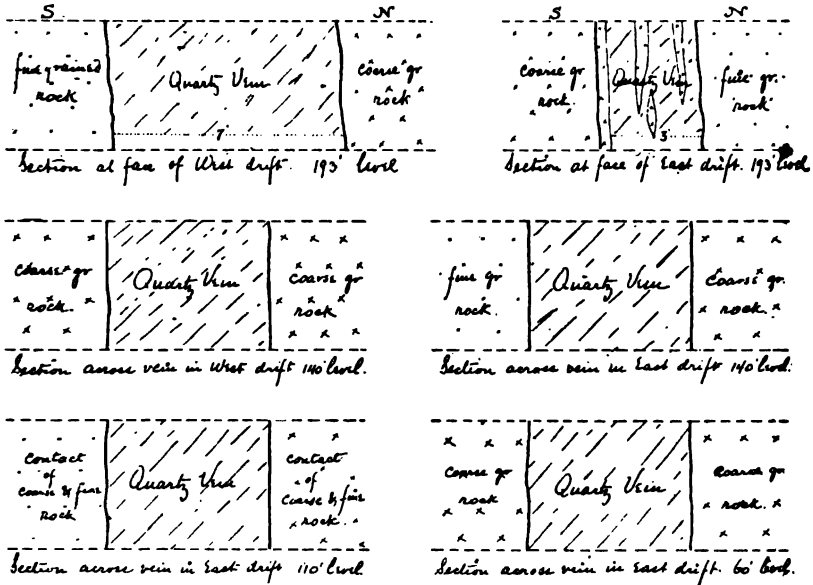 S N
fine grained
rock
Quartz Vein
coarse gr
rock
7
Section at face of West drift. 193' level
S N
coarse gr
rock.
Quartz Vein
fine gr.
rock
3
Section at face of East drift. 193' level
coarse gr
rock.
Quartz Vein
coarse gr
rock
Section across vein in West drift 140' level.
fine gr
rock.
Quartz Vein
coarse gr.
rock.
Section across vein in East drift 140' level.
contact
of
coarse & fine
Rock
Quartz Vein
contact
of
coarse & fine
rock.
Section across vein in East drift 110' level.
coarse gr
rock
Quartz Vein
coarse gr
rock.
Section across vein in East drift. 60' level.